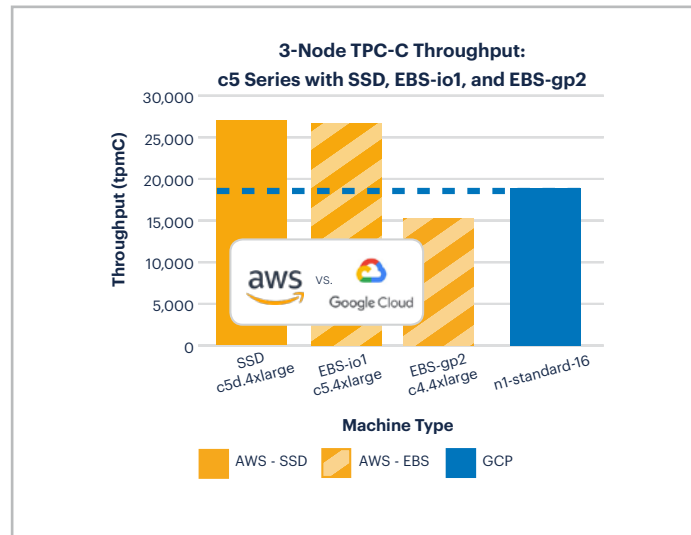 3-Node TPC-C Throughput:
c5 Series with SSD, EBS-io1, and EBS-gp2
Throughput (tpmC)
30,000
25,000
20,000
15,000
10,000
5,000
0
aws
vs.
Google Cloud
SSD
c5d.4xlarge
EBS-io1
c5.4xlarge
EBS-gp2
c4.4xlarge
n1-standard-16
Machine Type
AWS - SSD
AWS - EBS
GCP